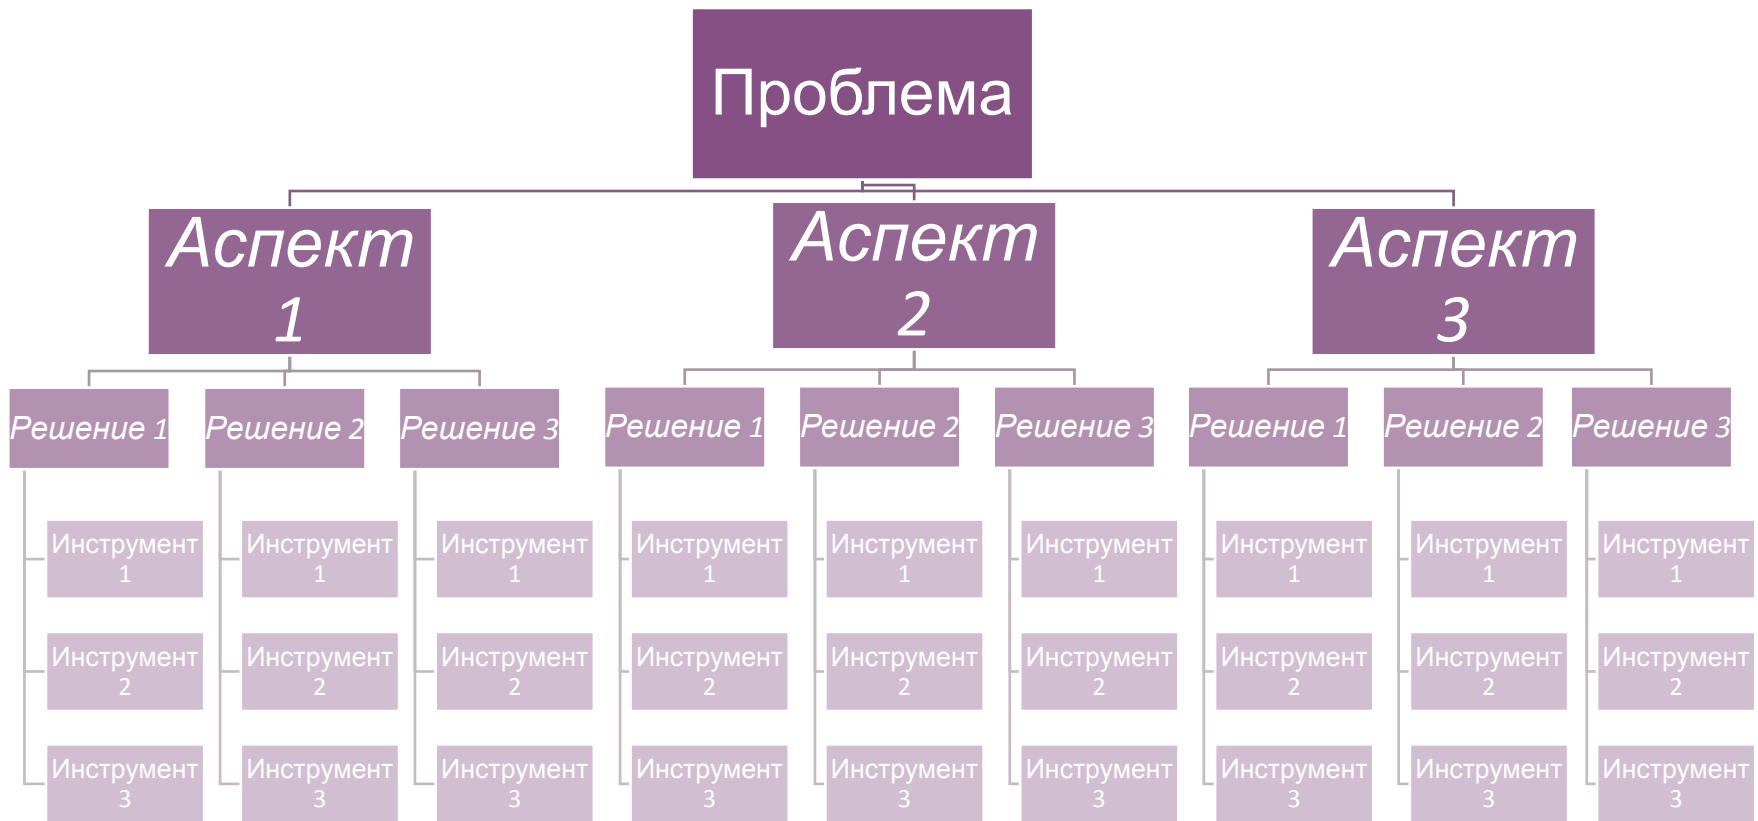 Проблема
Аспект
1
Аспект
2
Аспект
3
Решение 1
Решение 2
Решение 3
Решение 1
Решение 2
Решение 3
Решение 1
Решение 2
Решение 3
Инструмент
1
Инструмент
1
Инструмент
1
Инструмент
1
Инструмент
1
Инструмент
1
Инструмент
1
Инструмент
1
Инструмент
1
Инструмент
2
Инструмент
2
Инструмент
2
Инструмент
2
Инструмент
2
Инструмент
2
Инструмент
2
Инструмент
2
Инструмент
2
Инструмент
3
Инструмент
3
Инструмент
3
Инструмент
3
Инструмент
3
Инструмент
3
Инструмент
3
Инструмент
3
Инструмент
3